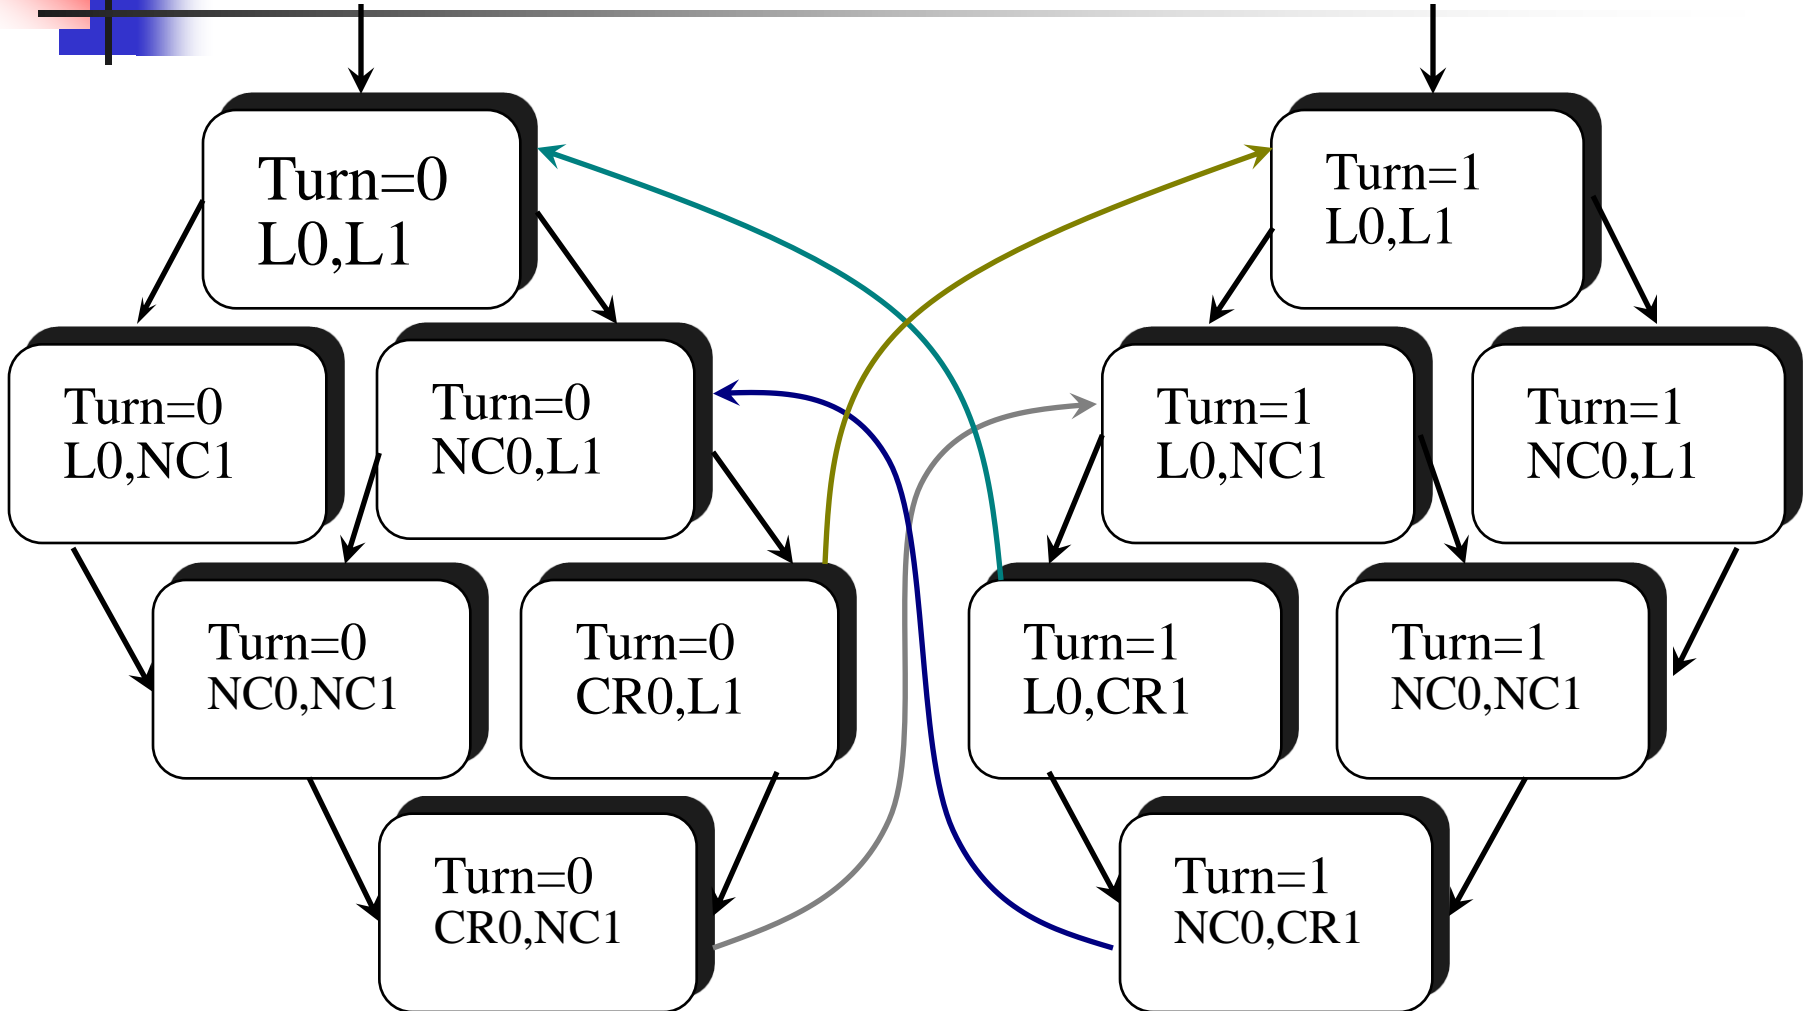 Turn=0
L0,L1
Turn=1
L0,L1
Turn=0
L0,NC1
Turn=0
NC0,L1
Turn=1
L0,NC1
Turn=1
NC0,L1
Turn=0
NC0,NC1
Turn=0
CR0,L1
Turn=1
L0,CR1
Turn=1
NC0,NC1
Turn=0
CR0,NC1
Turn=1
NC0,CR1